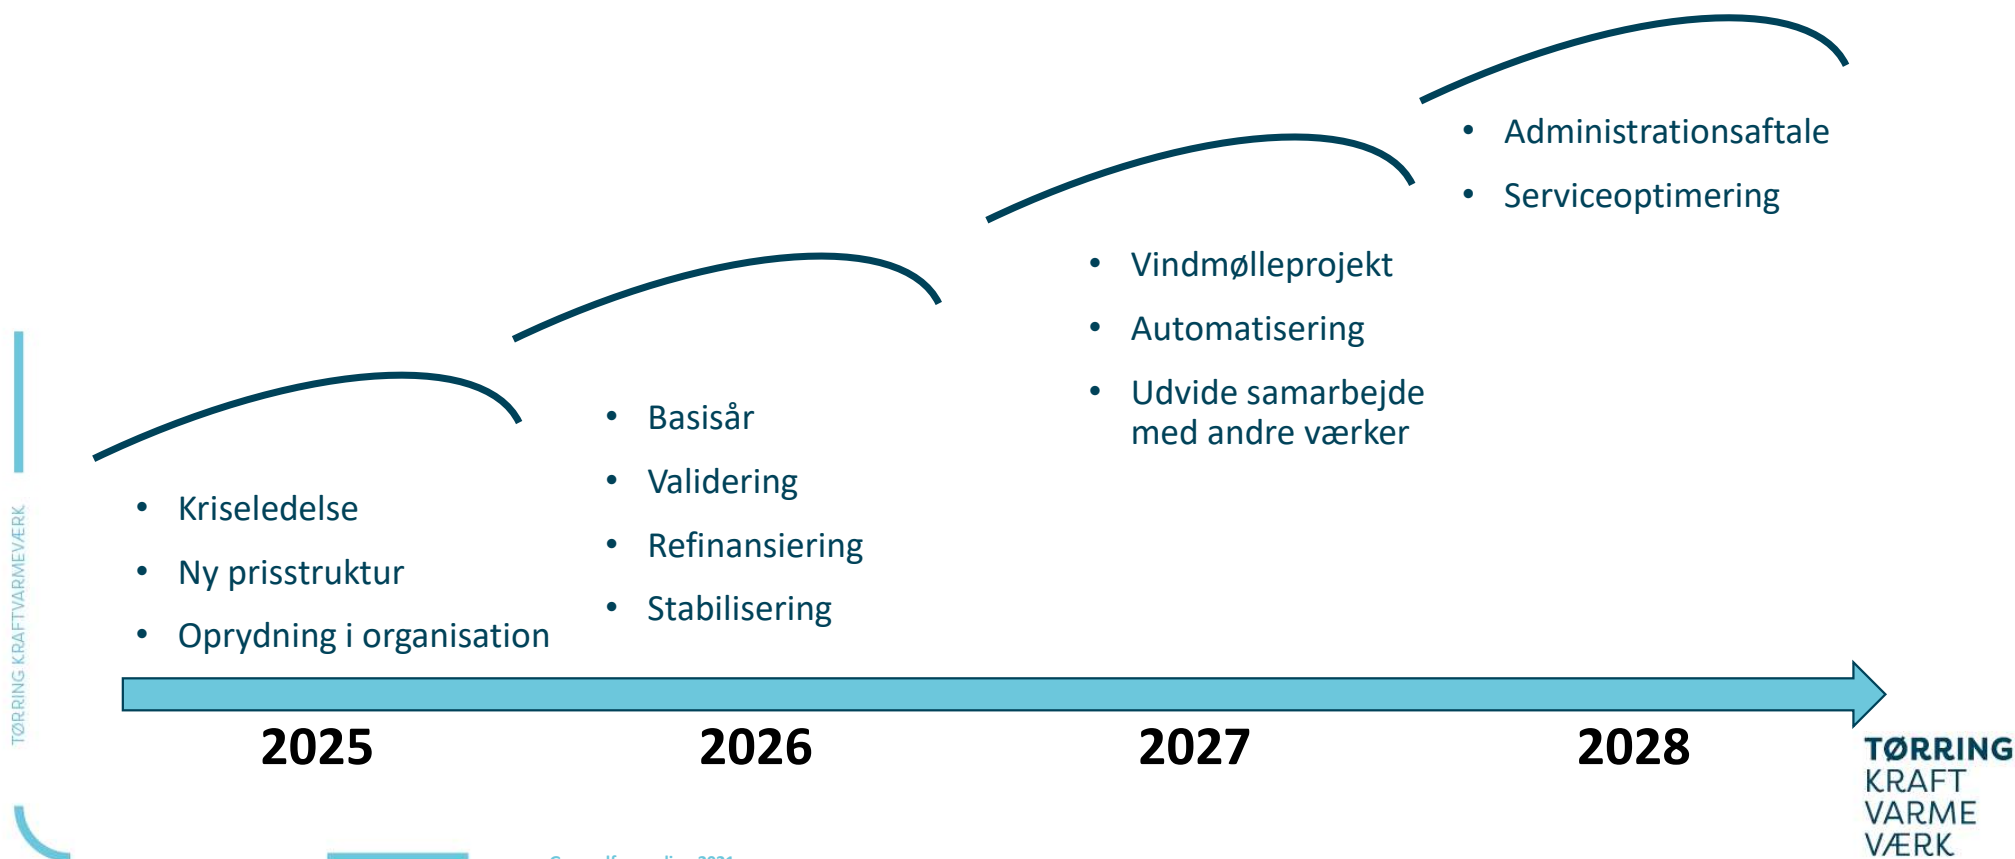 • Administrationsaftale
• Serviceoptimering
• Vindmølleprojekt
• Automatisering
• Udvide samarbejde
med andre værker
• Basisår
• Validering
• Refinansiering
• Stabilisering
• Kriseledelse
• Ny prisstruktur
• Oprydning i organisation
2025
2026
2027
2028
TØRRING KRAFTVARMEVÆRK
TØRRING
KRAFT
VARME
VÆRK